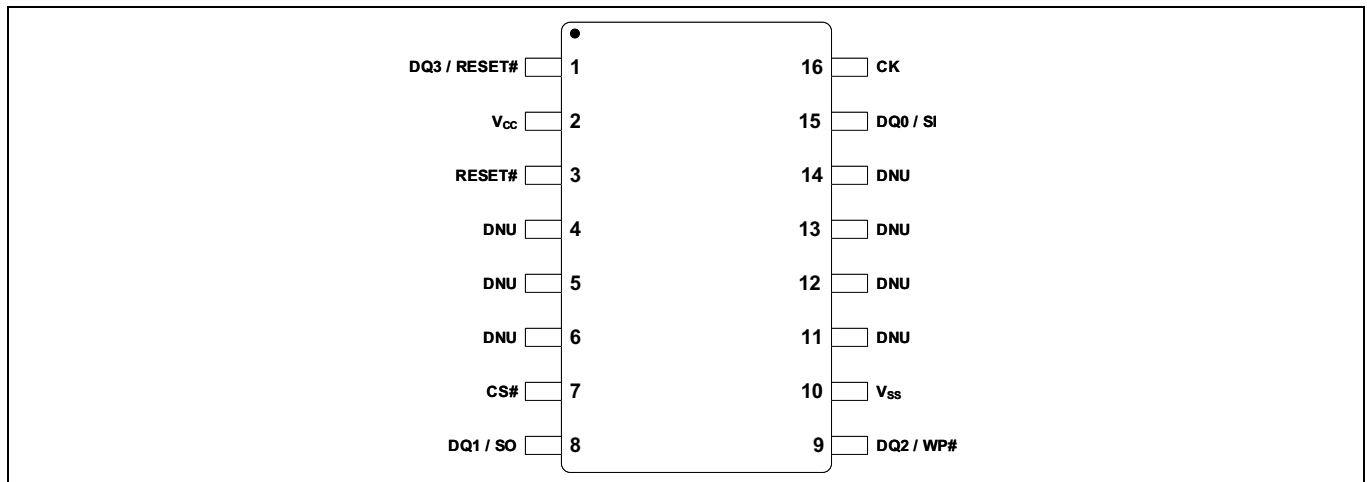 DQ3 / RESET# 1 16 CK
VCC 2 15 DQ0 / SI
RESET# 3 14 DNU
DNU 4 13 DNU
DNU 5 12 DNU
DNU 6 11 DNU
CS# 7 10 VSS
DQ1 / SO 8 9 DQ2 / WP#